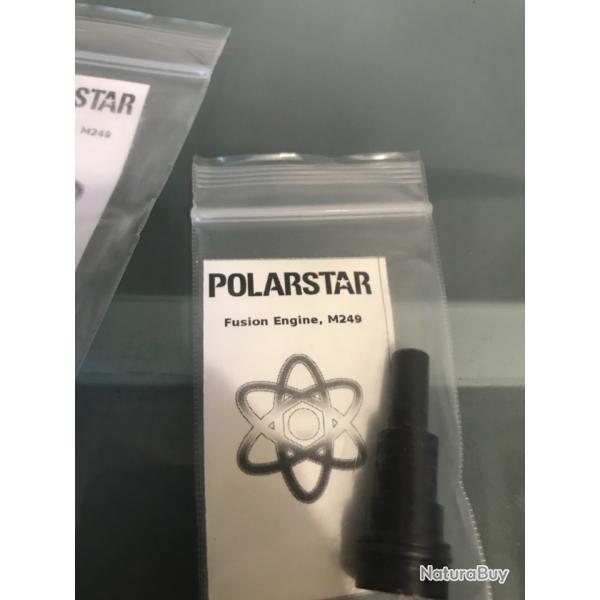 STAR
M249
POLARSTAR
Fusion Engine, M249
NaturaBuy